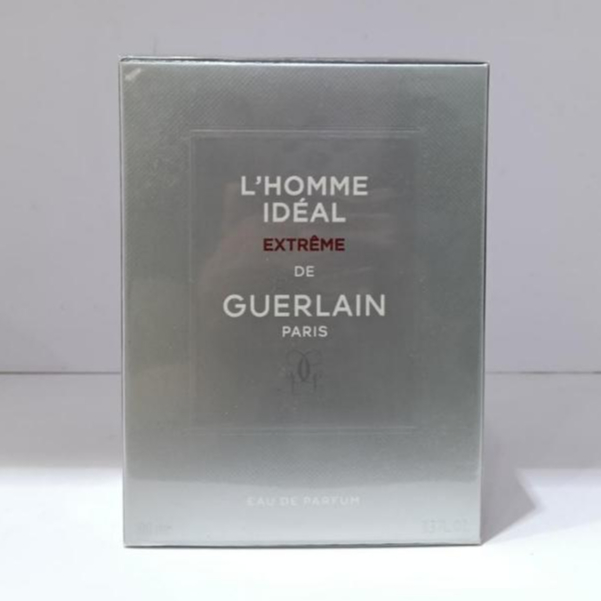 L'HOMME
IDÉAL
EXTRÊME
DE
GUERLAIN
PARIS
EAU DE PARFUM